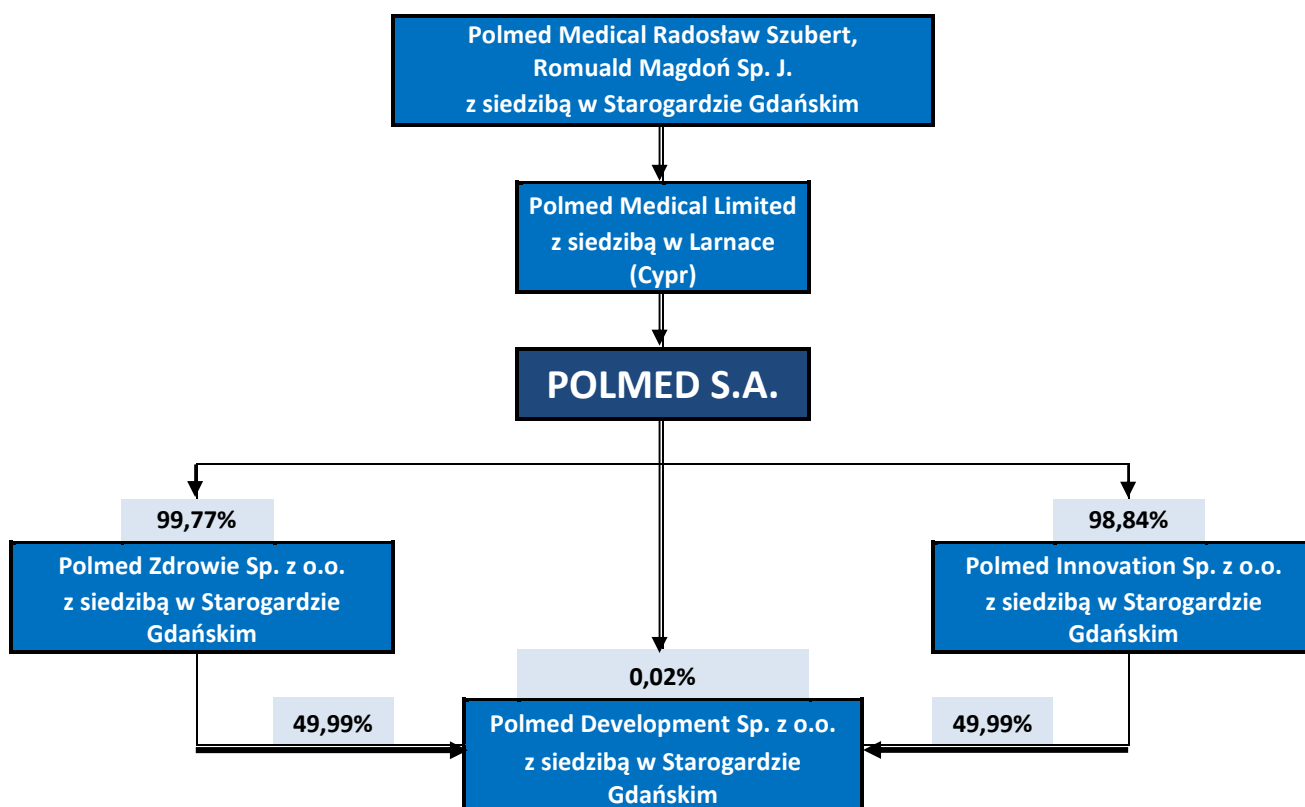 Polmed Medical Radosław Szubert,
Romuald Magdoń Sp. J.
z siedzibą w Starogardzie Gdańskim
Polmed Medical Limited
z siedzibą w Larnace
(Cypr)
POLMED S.A.
99,77%
98,84%
Polmed Zdrowie Sp. z o.o.
z siedzibą w Starogardzie
Gdańskim
Polmed Innovation Sp. z o.o.
z siedzibą w Starogardzie
Gdańskim
0,02%
49,99%
49,99%
Polmed Development Sp. z o.o.
z siedzibą w Starogardzie
Gdańskim